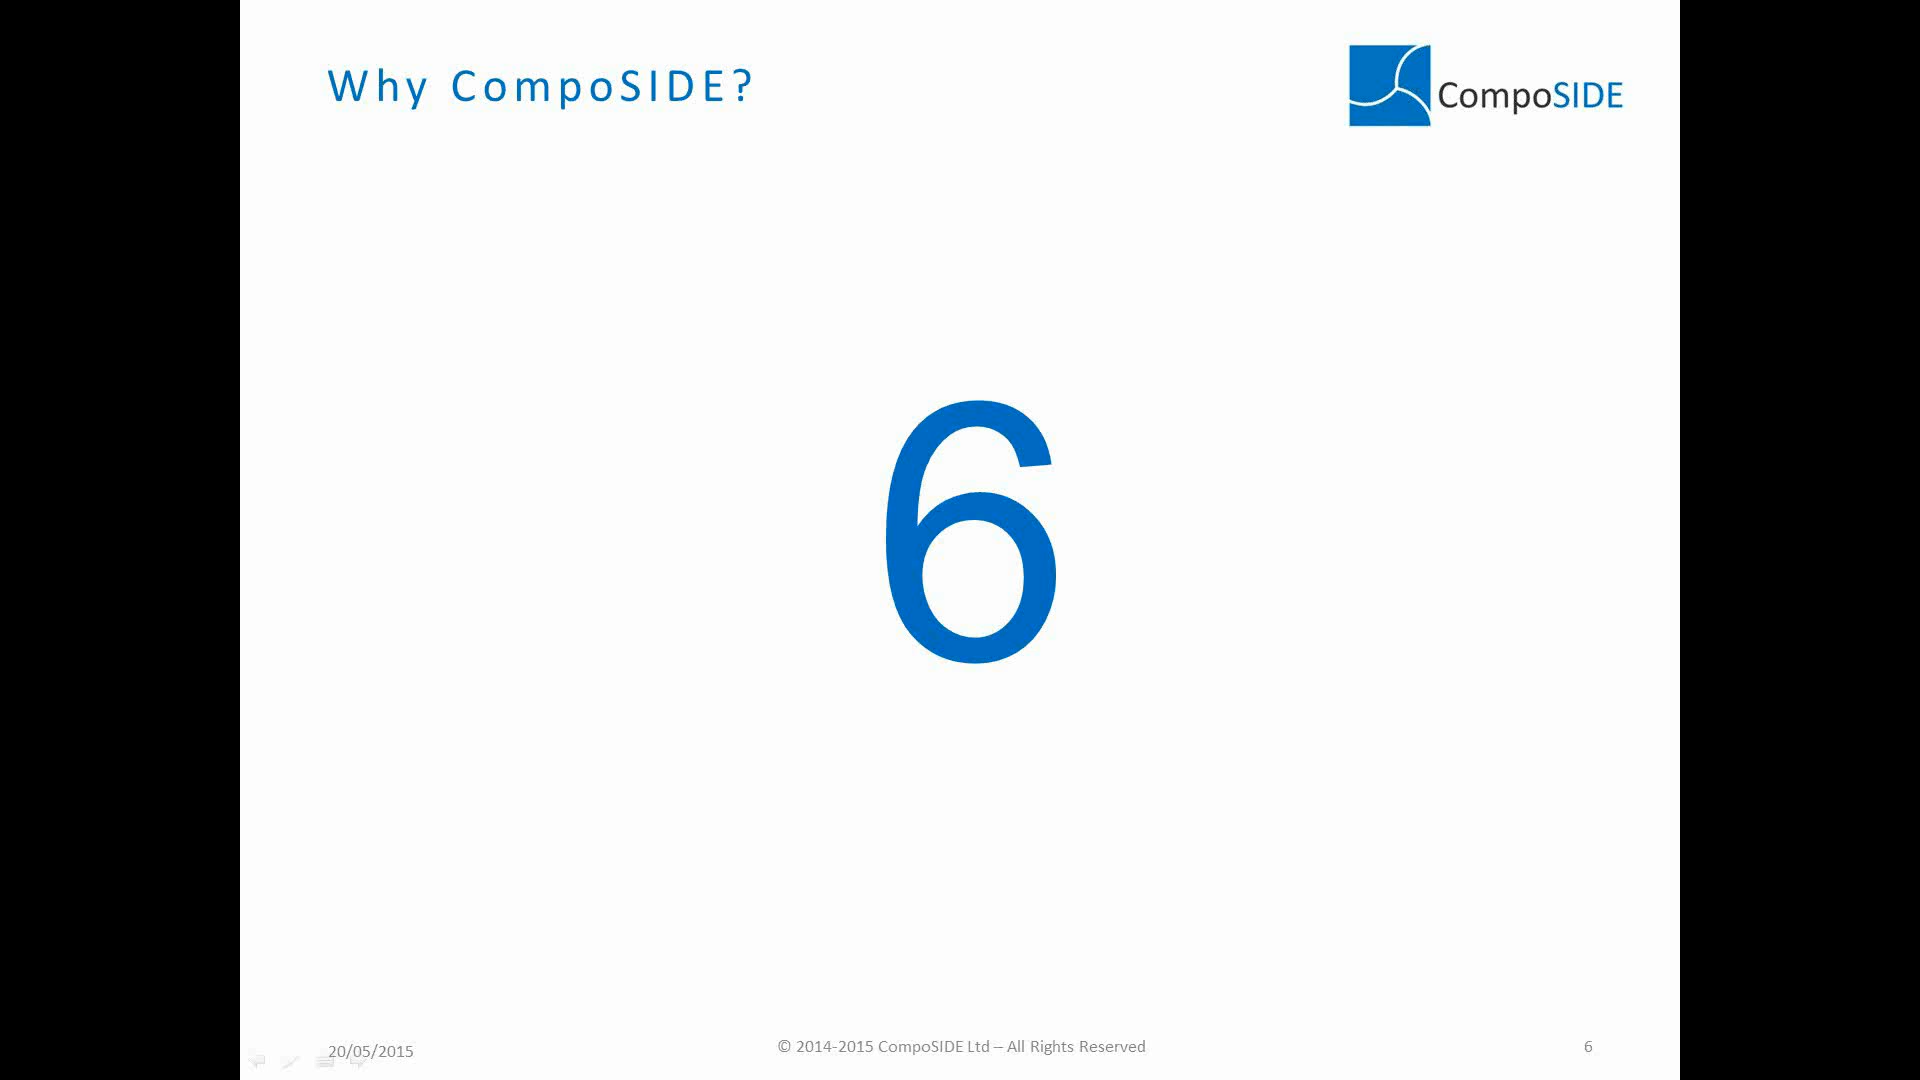 Why CompoSIDE?
CompoSIDE
6
20/05/2015
© 2014-2015 CompoSIDE Ltd – All Rights Reserved
6